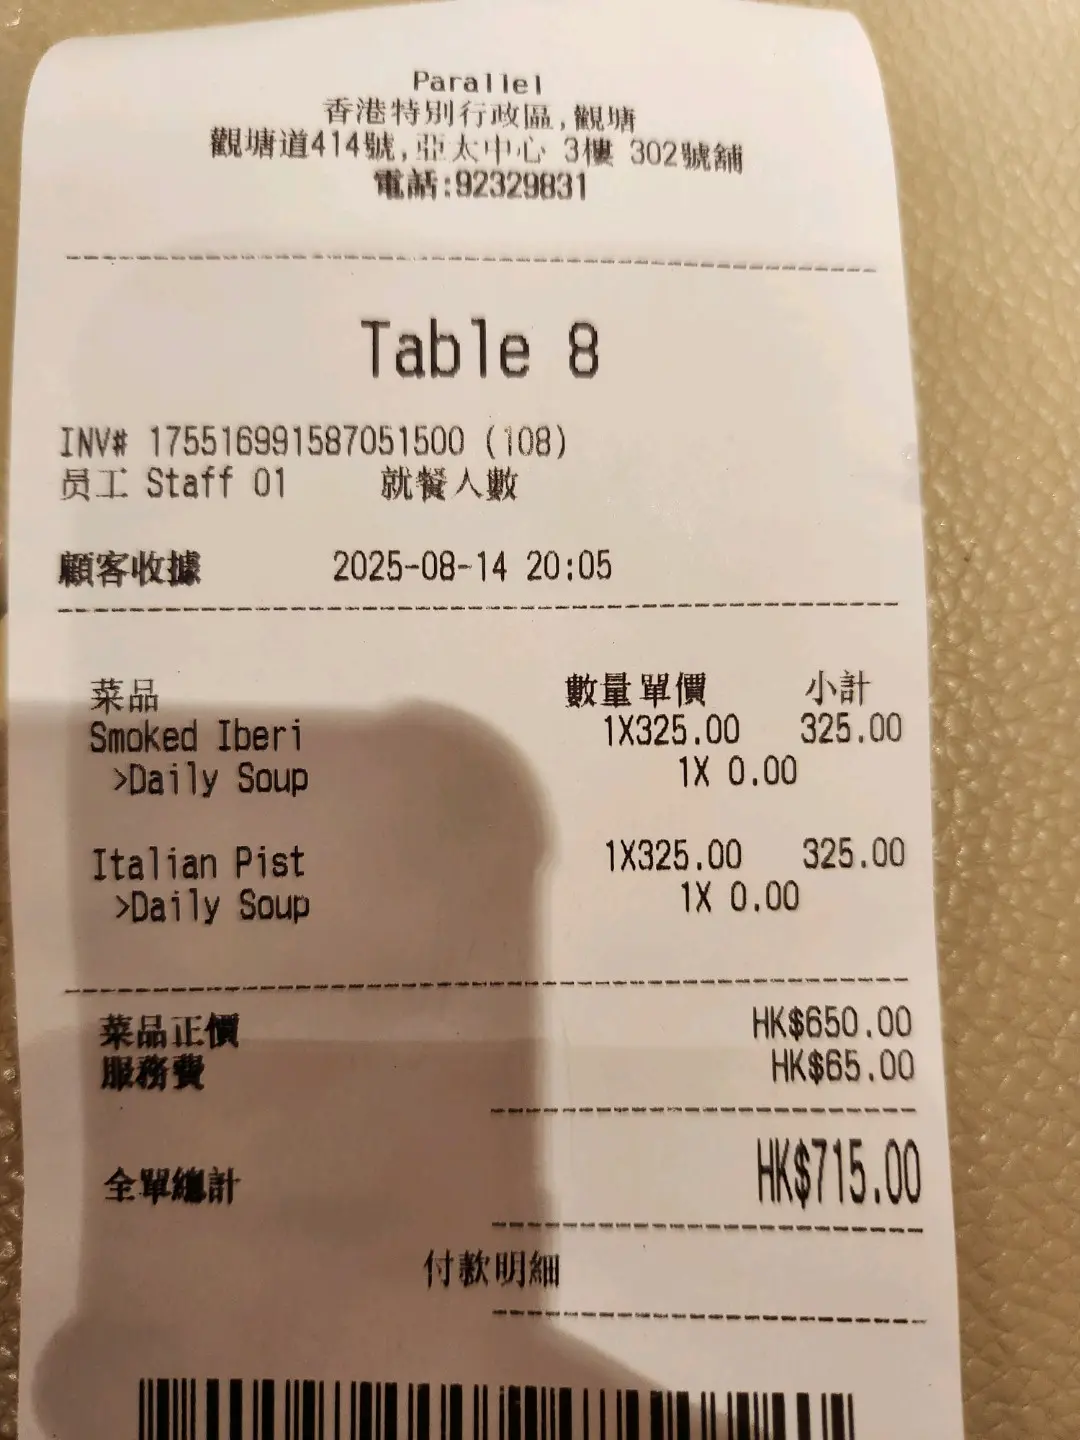 Parallel
香港特別行政區,觀塘
觀塘道414號,亞太中心 3樓 302號舖
電話:92329831
Table 8
INV# 175516991587051500 (108)
员工 Staff 01 就餐人數
顧客收據 2025-08-14 20:05
菜品 數量單價 小計
Smoked Iberi 1X325.00 325.00
>Daily Soup 1X 0.00
Italian Pist 1X325.00 325.00
>Daily Soup 1X 0.00
菜品正價 HK$650.00
服務費 HK$65.00
全單總計 HK$715.00
付款明細